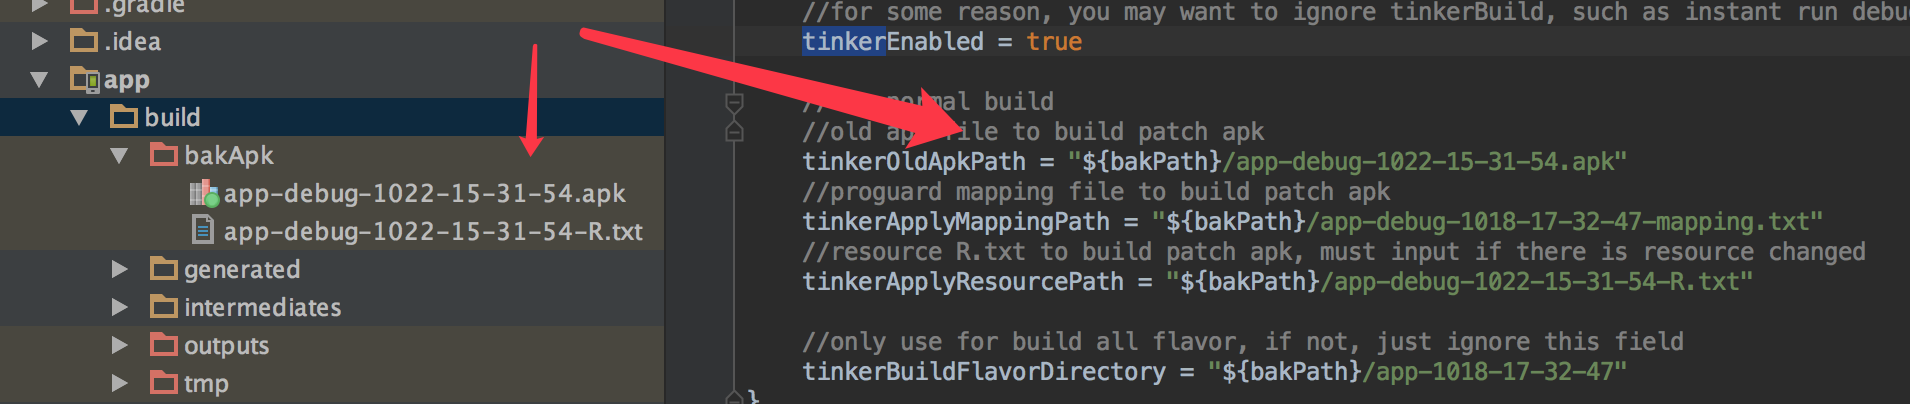 .gradle
.idea
app
build
bakApk
app-debug-1022-15-31-54.apk
app-debug-1022-15-31-54-R.txt
generated
intermediates
outputs
tmp
//for some reason, you may want to ignore tinkerBuild, such as instant run debu
tinkerEnabled = true
// normal build
//old file to build patch apk
tinkerOldApkPath = "${bakPath}/app-debug-1022-15-31-54.apk"
//proguard mapping file to build patch apk
tinkerApplyMappingPath = "${bakPath}/app-debug-1018-17-32-47-mapping.txt"
//resource R.txt to build patch apk, must input if there is resource changed
tinkerApplyResourcePath = "${bakPath}/app-debug-1022-15-31-54-R.txt"
//only use for build all flavor, if not, just ignore this field
tinkerBuildFlavorDirectory = "${bakPath}/app-1018-17-32-47"
}